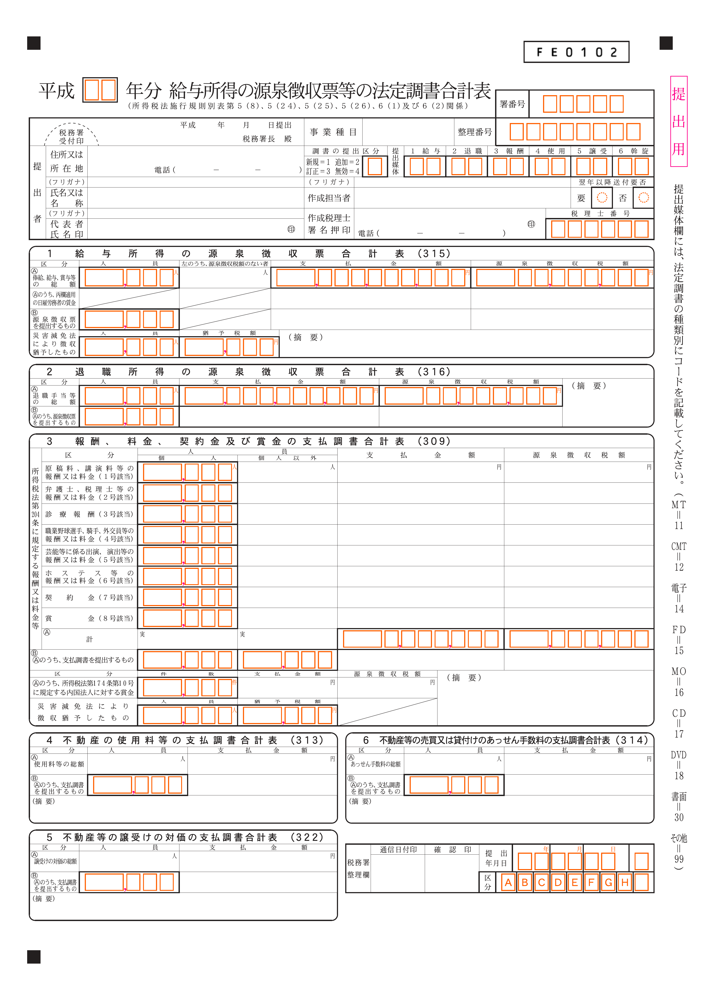 FE0102
平成　　年分 給与所得の源泉徴収票等の法定調書合計表
（所得税法施行規則別表第５（８）、５（２４）、５（２５）、５（２６）、６（１）及び６（２）関係）
署番号
税務署
受付印
平成　　年　　月　　日提出
税務署長　殿
事業種目
整理番号
提出者
住所又は
所在地
電話（　　－　　－　　）
調書の提出区分
新規＝１ 追加＝２
訂正＝３ 無効＝４
提出媒体
１ 給与
２ 退職
３ 報酬
４ 使用
５ 譲受
６ 斡旋
（フリガナ）
氏名又は
名称
（フリガナ）
作成担当者
翌年以降送付要否
要　否
（フリガナ）
代表者
氏名印
㊞
作成税理士
署名押印
電話（　　－　　－　　）
㊞
税理士番号
１　給与所得の源泉徴収票合計表（315）
区分　人員　左のうち、源泉徴収税額のない者　支払金額　源泉徴収税額
Ⓐ
俸給、給与、賞与等
の総額
人　人　円　円
Ⓐのうち、丙欄適用
の日雇労務者の賃金
Ⓑ
源泉徴収票
を提出するもの
災害減免法
により徴収
猶予したもの
人員　猶予税額
人　円
（摘要）
２　退職所得の源泉徴収票合計表（316）
区分　人員　支払金額　源泉徴収税額
（摘要）
Ⓐ
退職手当等
の総額
人　円　円
Ⓑ
Ⓐのうち、源泉徴収票
を提出するもの
３　報酬、料金、契約金及び賞金の支払調書合計表（309）
区分　人員　支払金額　源泉徴収税額
個人　個人以外
所得税法第204条に規定する報酬又は料金等
原稿料、講演料等の
報酬又は料金（１号該当）
人　人　円　円
弁護士、税理士等の
報酬又は料金（２号該当）
診療報酬（３号該当）
職業野球選手、騎手、外交員等の
報酬又は料金（４号該当）
芸能等に係る出演、演出等の
報酬又は料金（５号該当）
ホステス等の
報酬又は料金（６号該当）
契約金（７号該当）
賞金（８号該当）
Ⓐ
計
実　実
Ⓑ
Ⓐのうち、支払調書を提出するもの
区分　件数　支払金額　源泉徴収税額
（摘要）
Ⓐのうち、所得税法第174条第10号
に規定する内国法人に対する賞金
件　円　円
災害減免法により
徴収猶予したもの
人員　猶予税額
人　円
４　不動産の使用料等の支払調書合計表（313）
区分　人員　支払金額
Ⓐ
使用料等の総額
人　円
Ⓑ
Ⓐのうち、支払調書
を提出するもの
（摘要）
６　不動産等の売買又は貸付けのあっせん手数料の支払調書合計表（314）
区分　人員　支払金額
Ⓐ
あっせん手数料の総額
人　円
Ⓑ
Ⓐのうち、支払調書
を提出するもの
（摘要）
５　不動産等の譲受けの対価の支払調書合計表（322）
区分　人員　支払金額
Ⓐ
譲受けの対価の総額
人　円
Ⓑ
Ⓐのうち、支払調書
を提出するもの
（摘要）
税務署
整理欄
通信日付印　確認印
提出
年月日
年　月　日
区分
A B C D E F G H
提出用
提出媒体欄には、法定調書の種類別にコードを記載してください。（MT＝11　CMT＝12　電子＝14　FD＝15　MO＝16　CD＝17　DVD＝18　書面＝30　その他＝99）